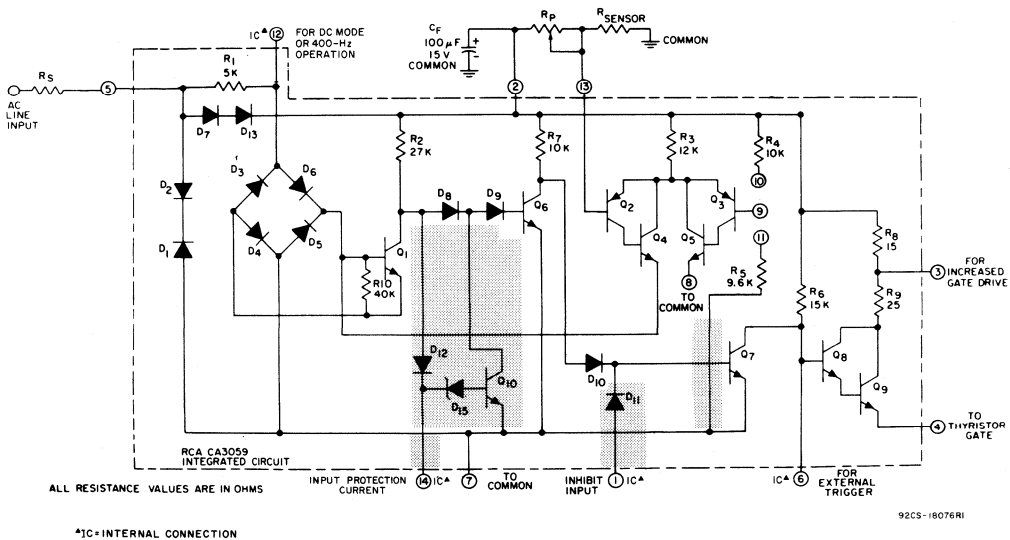 IC▲ ⑫
FOR DC MODE
OR 400-Hz
OPERATION
CF
100 µF
15 V
COMMON
+
-
RP
RSENSOR
COMMON
RS
⑤
AC
LINE
INPUT
R1
5K
②
⑬
D7
D13
R2
27K
R7
10K
R3
12K
R4
10K
⑩
D2
D1
D3
D6
D4
D5
Q1
R10
40K
D8
D9
Q6
Q2
Q4
Q5
Q3
⑨
⑧
TO
COMMON
⑪
R5
9.6K
R6
15K
R8
15
③
FOR
INCREASED
GATE DRIVE
R9
25
Q7
Q8
Q9
D12
D15
Q10
D10
D11
④
TO
THYRISTOR
GATE
RCA CA3059
INTEGRATED CIRCUIT
ALL RESISTANCE VALUES ARE IN OHMS
INPUT PROTECTION
CURRENT
⑭ IC▲
⑦
TO
COMMON
INHIBIT
INPUT
① IC▲
IC▲ ⑥
FOR
EXTERNAL
TRIGGER
92CS-18076R1
▲IC=INTERNAL CONNECTION